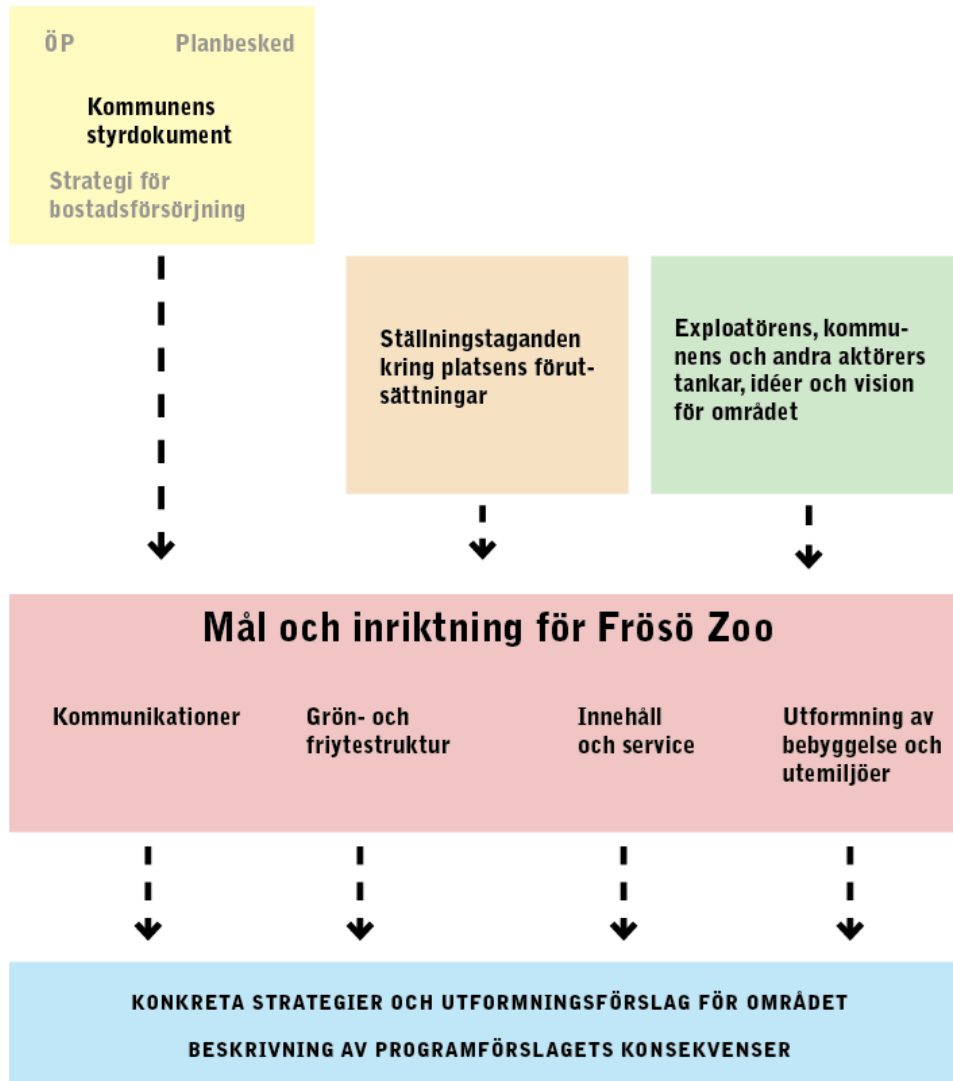 ÖP
Planbesked
Kommunens
styrdokument
Strategi för
bostadsförsörjning
Ställningstaganden
kring platsens förut-
sättningar
Exploatörens, kommu-
nens och andra aktörers
tankar, idéer och vision
för området
Mål och inriktning för Frösö Zoo
Kommunikationer
Grön- och
friytestruktur
Innehåll
och service
Utformning av
bebyggelse och
utemiljöer
KONKRETA STRATEGIER OCH UTFORMNINGSFÖRSLAG FÖR OMRÅDET
BESKRIVNING AV PROGRAMFÖRSLAGETS KONSEKVENSER